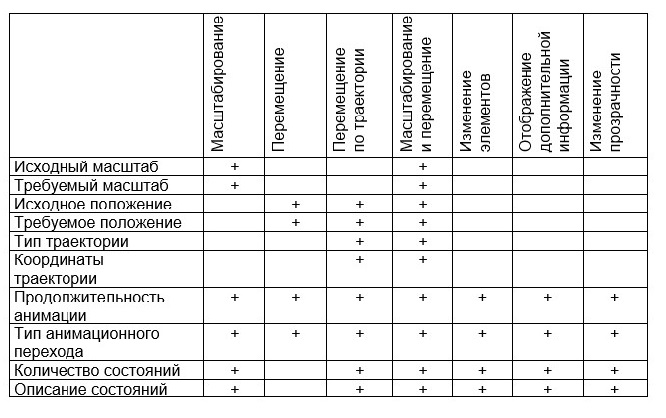 Масштабирование
Перемещение
Перемещение
по траектории
Масштабирование
и перемещение
Изменение
элементов
Отображение
дополнительной
информации
Изменение
прозрачности
Исходный масштаб + +
Требуемый масштаб + +
Исходное положение + + +
Требуемое положение + + +
Тип траектории + +
Координаты + +
траектории
Продолжительность + + + + + + +
анимации
Тип анимационного + + + + + + +
перехода
Количество состояний + + + + + +
Описание состояний + + + + + +